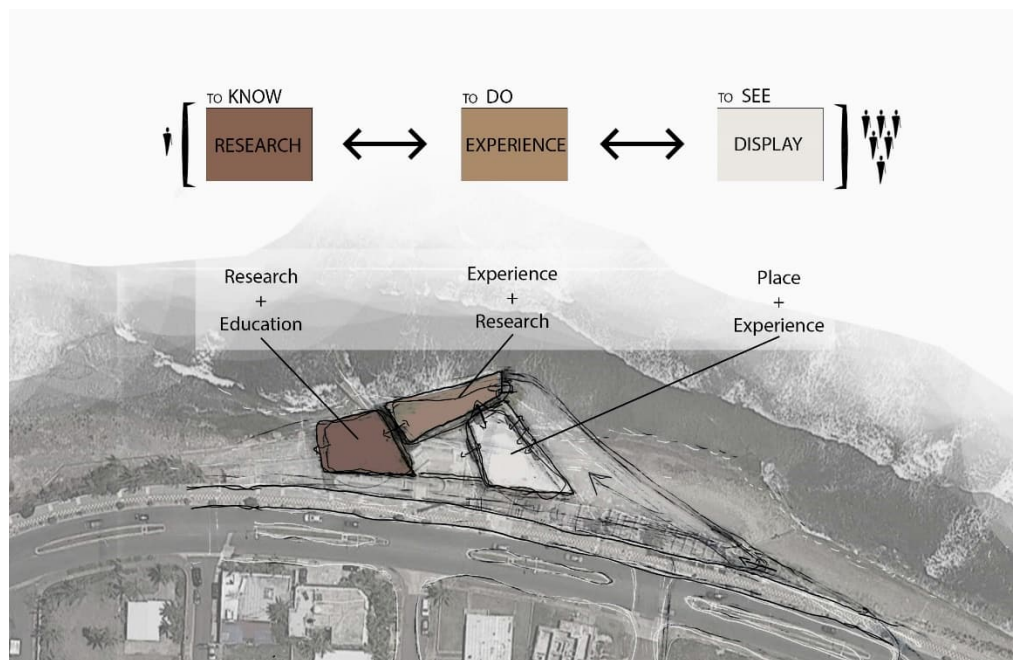 TO KNOW
TO DO
TO SEE
RESEARCH
EXPERIENCE
DISPLAY
Research
+
Education
Experience
+
Research
Place
+
Experience